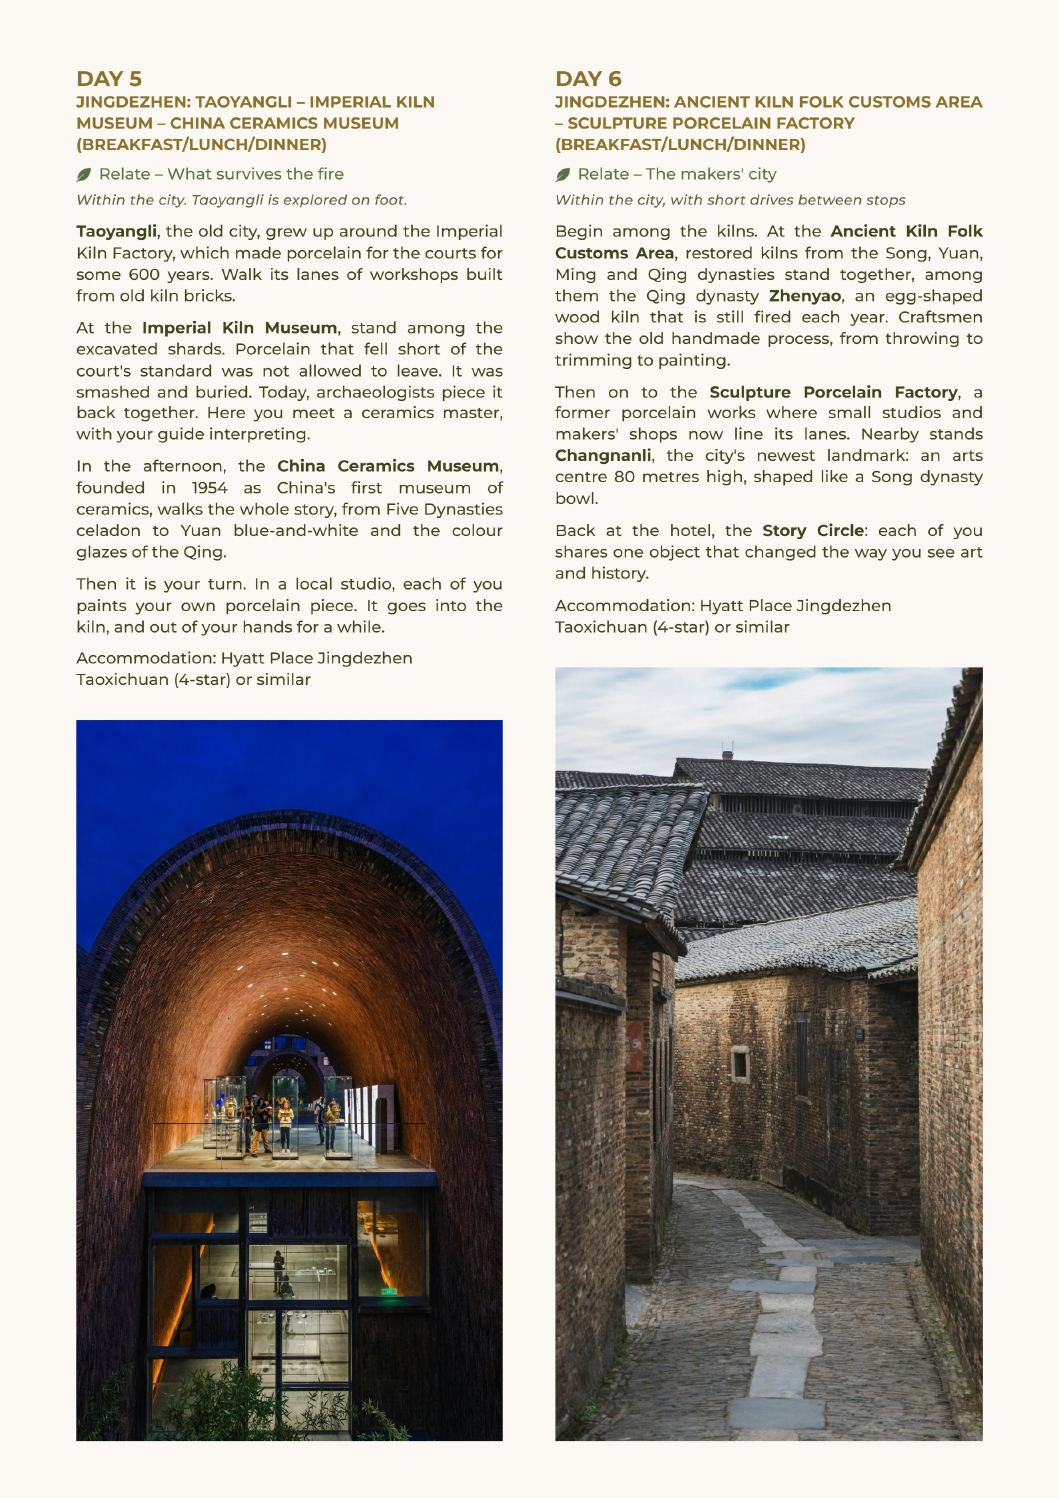 DAY 5
JINGDEZHEN: TAOYANGLI – IMPERIAL KILN
MUSEUM – CHINA CERAMICS MUSEUM
(BREAKFAST/LUNCH/DINNER)
Relate – What survives the fire
Within the city. Taoyangli is explored on foot.
Taoyangli, the old city, grew up around the Imperial
Kiln Factory, which made porcelain for the courts for
some 600 years. Walk its lanes of workshops built
from old kiln bricks.
At the Imperial Kiln Museum, stand among the
excavated shards. Porcelain that fell short of the
court's standard was not allowed to leave. It was
smashed and buried. Today, archaeologists piece it
back together. Here you meet a ceramics master,
with your guide interpreting.
In the afternoon, the China Ceramics Museum,
founded in 1954 as China's first museum of
ceramics, walks the whole story, from Five Dynasties
celadon to Yuan blue-and-white and the colour
glazes of the Qing.
Then it is your turn. In a local studio, each of you
paints your own porcelain piece. It goes into the
kiln, and out of your hands for a while.
Accommodation: Hyatt Place Jingdezhen
Taoxichuan (4-star) or similar
DAY 6
JINGDEZHEN: ANCIENT KILN FOLK CUSTOMS AREA
– SCULPTURE PORCELAIN FACTORY
(BREAKFAST/LUNCH/DINNER)
Relate – The makers' city
Within the city, with short drives between stops
Begin among the kilns. At the Ancient Kiln Folk
Customs Area, restored kilns from the Song, Yuan,
Ming and Qing dynasties stand together, among
them the Qing dynasty Zhenyao, an egg-shaped
wood kiln that is still fired each year. Craftsmen
show the old handmade process, from throwing to
trimming to painting.
Then on to the Sculpture Porcelain Factory, a
former porcelain works where small studios and
makers' shops now line its lanes. Nearby stands
Changnanli, the city's newest landmark: an arts
centre 80 metres high, shaped like a Song dynasty
bowl.
Back at the hotel, the Story Circle: each of you
shares one object that changed the way you see art
and history.
Accommodation: Hyatt Place Jingdezhen
Taoxichuan (4-star) or similar